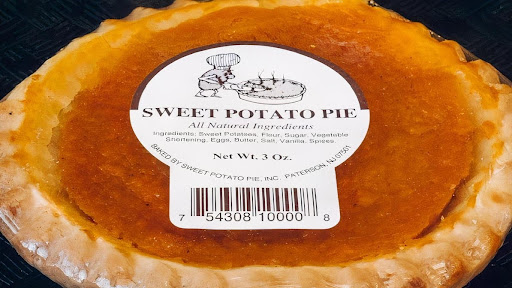 SWEET POTATO PIE
All Natural Ingredients
Ingredients: Sweet Potatoes, Flour, Sugar, Vegetable
Shortening, Eggs, Butter, Salt, Vanilla, Spices.
Net Wt. 3 Oz.
BAKED BY SWEET POTATO PIE, INC PATERSON, NJ 07501
7 54308 10000 8